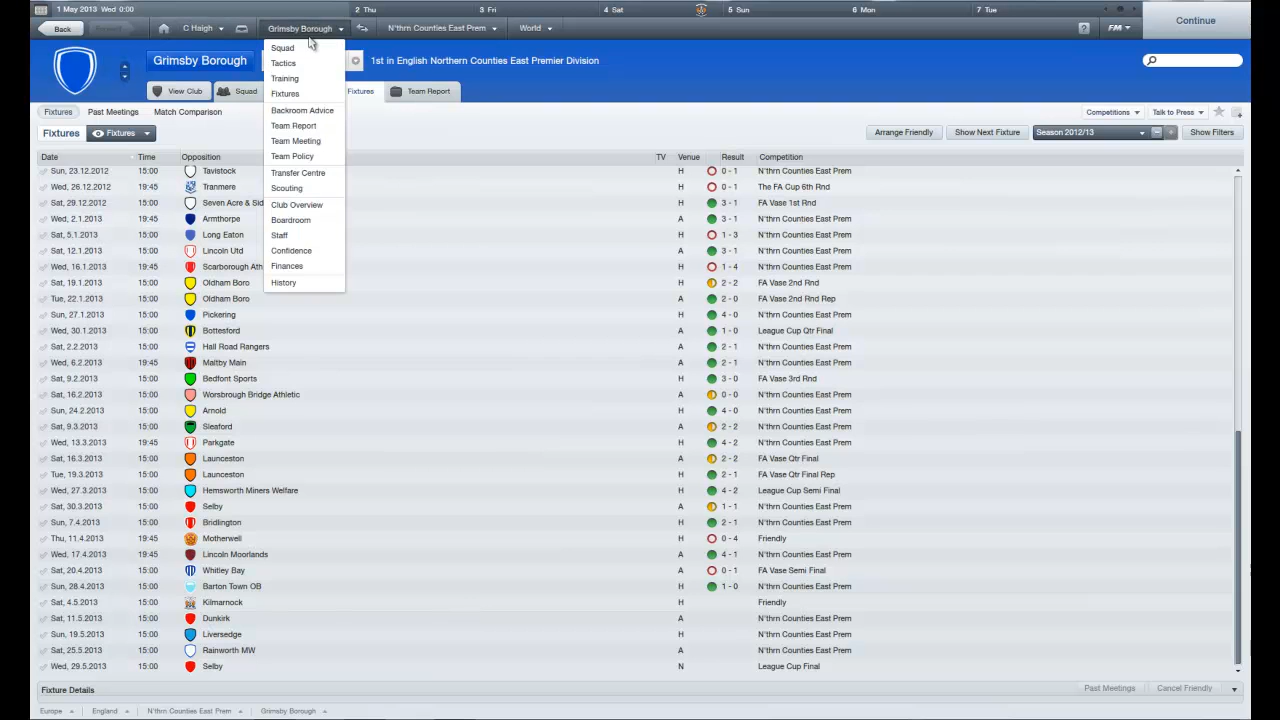 1 May 2013 Wed 0:00 2 Thu 3 Fri 4 Sat 5 Sun 6 Mon 7 Tue
Back C Haigh Grimsby Borough N'thrn Counties East Prem World ? FM Continue
Grimsby Borough 1st in English Northern Counties East Premier Division
View Club Squad Fixtures Team Report
Squad
Tactics
Training
Fixtures
Backroom Advice
Team Report
Team Meeting
Team Policy
Transfer Centre
Scouting
Club Overview
Boardroom
Staff
Confidence
Finances
History
Fixtures Past Meetings Match Comparison Competitions Talk to Press
Fixtures Fixtures Arrange Friendly Show Next Fixture Season 2012/13 Show Filters
Date Time Opposition TV Venue Result Competition
Sun, 23.12.2012 15:00 Tavistock H 0 - 1 N'thrn Counties East Prem
Wed, 26.12.2012 19:45 Tranmere H 0 - 1 The FA Cup 6th Rnd
Sat, 29.12.2012 15:00 Seven Acre & Sid H 3 - 1 FA Vase 1st Rnd
Wed, 2.1.2013 19:45 Armthorpe A 3 - 1 N'thrn Counties East Prem
Sat, 5.1.2013 15:00 Long Eaton H 1 - 3 N'thrn Counties East Prem
Sat, 12.1.2013 15:00 Lincoln Utd A 3 - 1 N'thrn Counties East Prem
Wed, 16.1.2013 19:45 Scarborough Ath H 1 - 4 N'thrn Counties East Prem
Sat, 19.1.2013 15:00 Oldham Boro H 2 - 2 FA Vase 2nd Rnd
Tue, 22.1.2013 15:00 Oldham Boro A 2 - 0 FA Vase 2nd Rnd Rep
Sun, 27.1.2013 15:00 Pickering H 4 - 0 N'thrn Counties East Prem
Wed, 30.1.2013 15:00 Bottesford A 1 - 0 League Cup Qtr Final
Sat, 2.2.2013 15:00 Hall Road Rangers A 2 - 1 N'thrn Counties East Prem
Wed, 6.2.2013 19:45 Maltby Main A 2 - 1 N'thrn Counties East Prem
Sat, 9.2.2013 15:00 Bedfont Sports H 3 - 0 FA Vase 3rd Rnd
Sat, 16.2.2013 15:00 Worsbrough Bridge Athletic A 0 - 0 N'thrn Counties East Prem
Sun, 24.2.2013 15:00 Arnold H 4 - 0 N'thrn Counties East Prem
Sat, 9.3.2013 15:00 Sleaford A 2 - 2 N'thrn Counties East Prem
Wed, 13.3.2013 19:45 Parkgate H 4 - 2 N'thrn Counties East Prem
Sat, 16.3.2013 15:00 Launceston A 2 - 2 FA Vase Qtr Final
Tue, 19.3.2013 15:00 Launceston H 2 - 1 FA Vase Qtr Final Rep
Wed, 27.3.2013 15:00 Hemsworth Miners Welfare H 4 - 2 League Cup Semi Final
Sat, 30.3.2013 15:00 Selby A 1 - 1 N'thrn Counties East Prem
Sun, 7.4.2013 15:00 Bridlington H 2 - 1 N'thrn Counties East Prem
Thu, 11.4.2013 19:45 Motherwell H 0 - 4 Friendly
Wed, 17.4.2013 19:45 Lincoln Moorlands A 4 - 1 N'thrn Counties East Prem
Sat, 20.4.2013 15:00 Whitley Bay A 0 - 1 FA Vase Semi Final
Sun, 28.4.2013 15:00 Barton Town OB H 1 - 0 N'thrn Counties East Prem
Sat, 4.5.2013 15:00 Kilmarnock H Friendly
Sat, 11.5.2013 15:00 Dunkirk A N'thrn Counties East Prem
Sun, 19.5.2013 15:00 Liversedge H N'thrn Counties East Prem
Sat, 25.5.2013 15:00 Rainworth MW A N'thrn Counties East Prem
Wed, 29.5.2013 15:00 Selby N League Cup Final
Fixture Details Past Meetings Cancel Friendly
Europe England N'thrn Counties East Prem Grimsby Borough